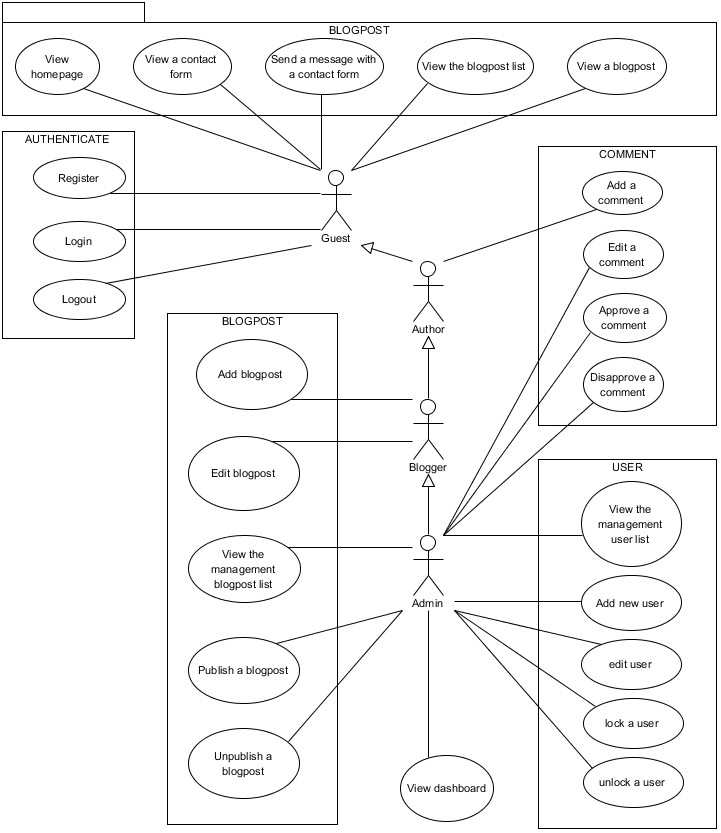 BLOGPOST
View
homepage
View a contact
form
Send a message with
a contact form
View the blogpost list
View a blogpost
AUTHENTICATE
Register
Login
Logout
Guest
COMMENT
Add a
comment
Edit a
comment
Approve a
comment
Disapprove a
comment
Author
BLOGPOST
Add blogpost
Edit blogpost
View the
management
blogpost list
Publish a blogpost
Unpublish a
blogpost
Blogger
Admin
USER
View the
management
user list
Add new user
edit user
lock a user
unlock a user
View dashboard